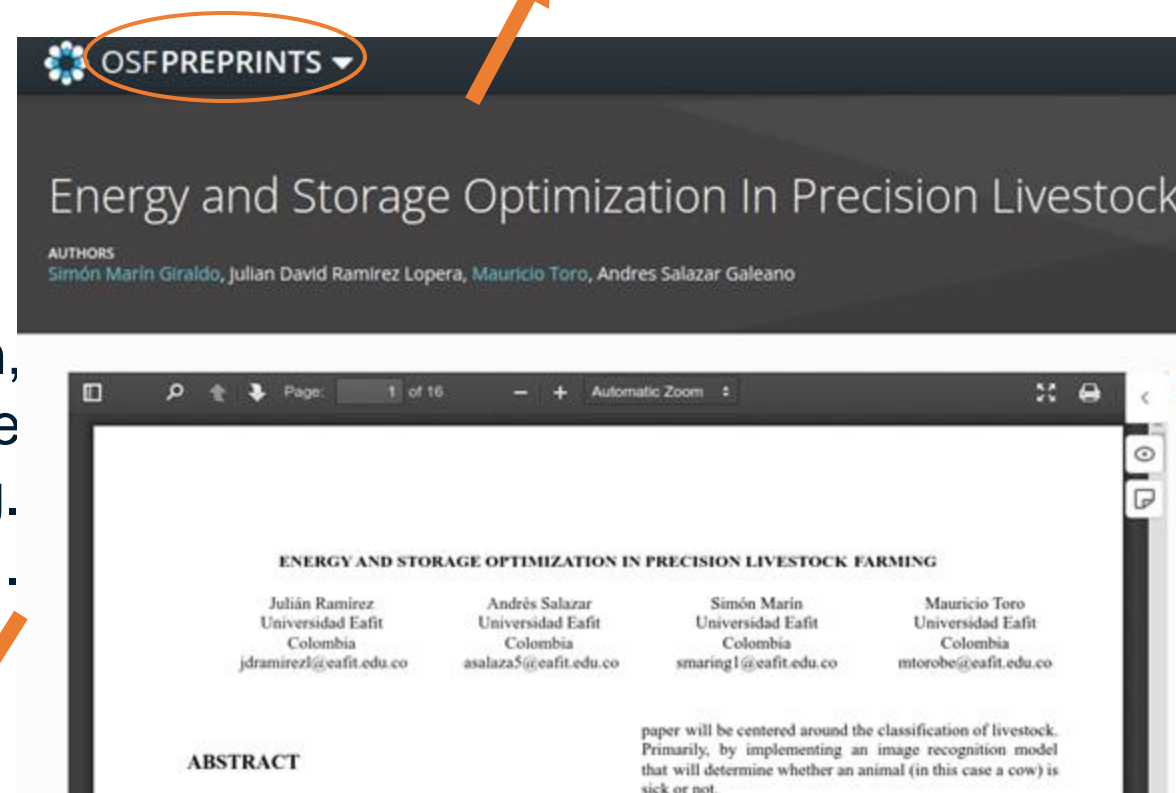 OSFPREPRINTS
Energy and Storage Optimization In Precision Livestock
AUTHORS
Simón Marín Giraldo, Julian David Ramirez Lopera, Mauricio Toro, Andres Salazar Galeano
,
e
.
.
Page: 1 of 16 Automatic Zoom
ENERGY AND STORAGE OPTIMIZATION IN PRECISION LIVESTOCK FARMING
Julián Ramírez Andrés Salazar Simón Marín Mauricio Toro
Universidad Eafit Universidad Eafit Universidad Eafit Universidad Eafit
Colombia Colombia Colombia Colombia
jdramirezl@eafit.edu.co asalaza5@eafit.edu.co smaring1@eafit.edu.co mtorobe@eafit.edu.co
ABSTRACT
paper will be centered around the classification of livestock.
Primarily, by implementing an image recognition model
that will determine whether an animal (in this case a cow) is
sick or not.